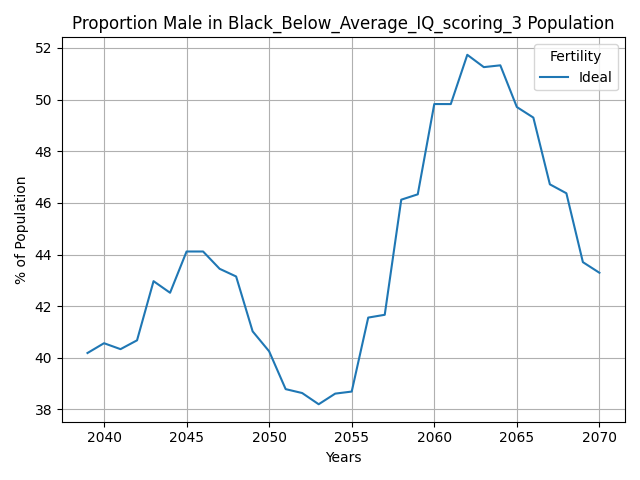 Proportion Male in Black_Below_Average_IQ_scoring_3 Population
Fertility
Ideal
52
50
48
46
44
42
40
38
% of Population
2040 2045 2050 2055 2060 2065 2070
Years